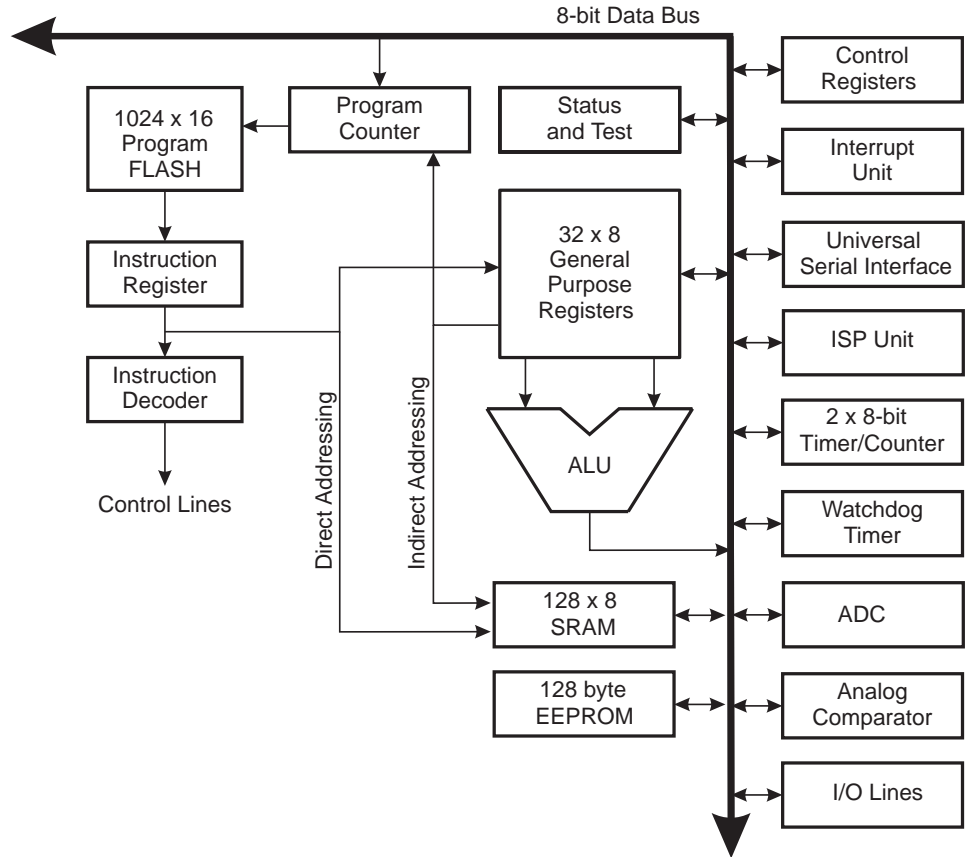 8-bit Data Bus
1024 x 16
Program
FLASH
Program
Counter
Status
and Test
Control
Registers
Interrupt
Unit
32 x 8
General
Purpose
Registers
Universal
Serial Interface
Instruction
Register
ISP Unit
Instruction
Decoder
Direct Addressing
Indirect Addressing
ALU
2 x 8-bit
Timer/Counter
Control Lines
Watchdog
Timer
128 x 8
SRAM
ADC
128 byte
EEPROM
Analog
Comparator
I/O Lines